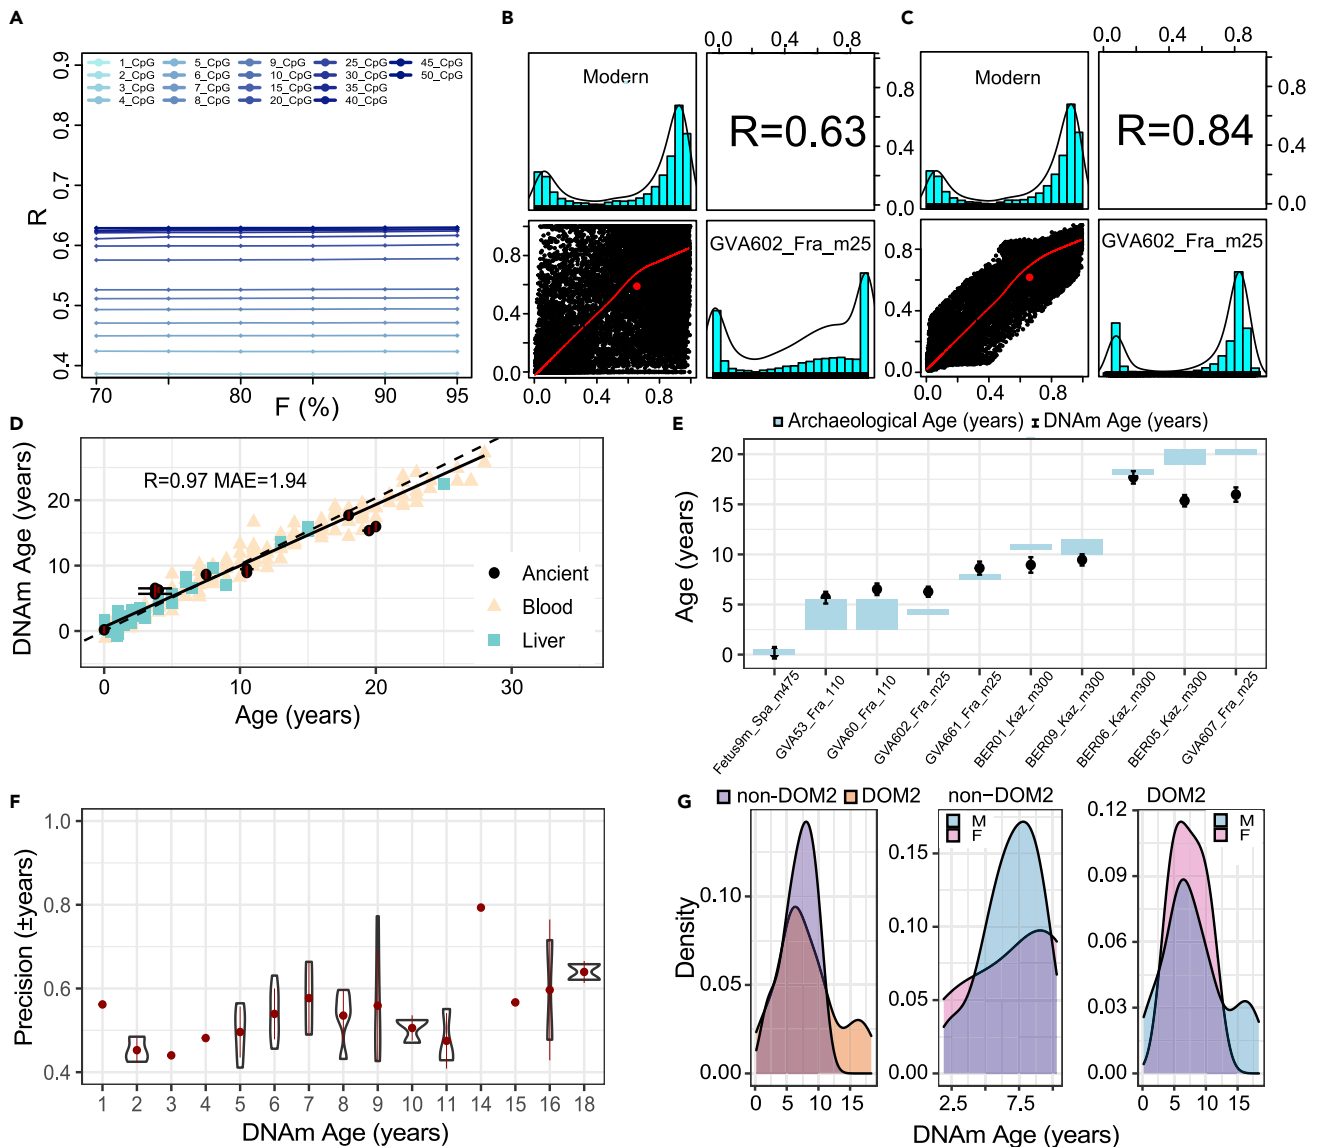 A
0.9
0.8
0.7
0.6
0.5
0.4
R
1_CpG 5_CpG 9_CpG 25_CpG 45_CpG
2_CpG 6_CpG 10_CpG 30_CpG 50_CpG
3_CpG 7_CpG 15_CpG 35_CpG
4_CpG 8_CpG 20_CpG 40_CpG
70 80 90 95
F (%)
B
0.0 0.4 0.8
Modern
R=0.63
0.8
0.4
0.0
GVA602_Fra_m25
0.8
0.4
0.0
0.0 0.4 0.8
C
0.0 0.4 0.8
Modern
R=0.84
0.8
0.4
0.0
GVA602_Fra_m25
0.8
0.4
0.0
0.0 0.4 0.8
D
DNAm Age (years)
20
10
0
R=0.97 MAE=1.94
Ancient
Blood
Liver
0 10 20 30
Age (years)
E
Archaeological Age (years) DNAm Age (years)
Age (years)
20
15
10
5
0
Fetus9m_Spa_m475
GVA53_Fra_110
GVA60_Fra_110
GVA602_Fra_m25
GVA661_Fra_m25
BER01_Kaz_m300
BER09_Kaz_m300
BER06_Kaz_m300
BER05_Kaz_m300
GVA607_Fra_m25
F
Precision (±years)
1.0
0.8
0.6
0.4
1 2 3 4 5 6 7 8 9 10 11 14 15 16 18
DNAm Age (years)
G
non-DOM2 DOM2
Density
0.10
0.05
0.00
0 5 10 15
non−DOM2
M
F
0.15
0.10
0.05
0.00
2.5 7.5
DOM2
M
F
0.12
0.09
0.06
0.03
0.00
0 5 10 15
DNAm Age (years)